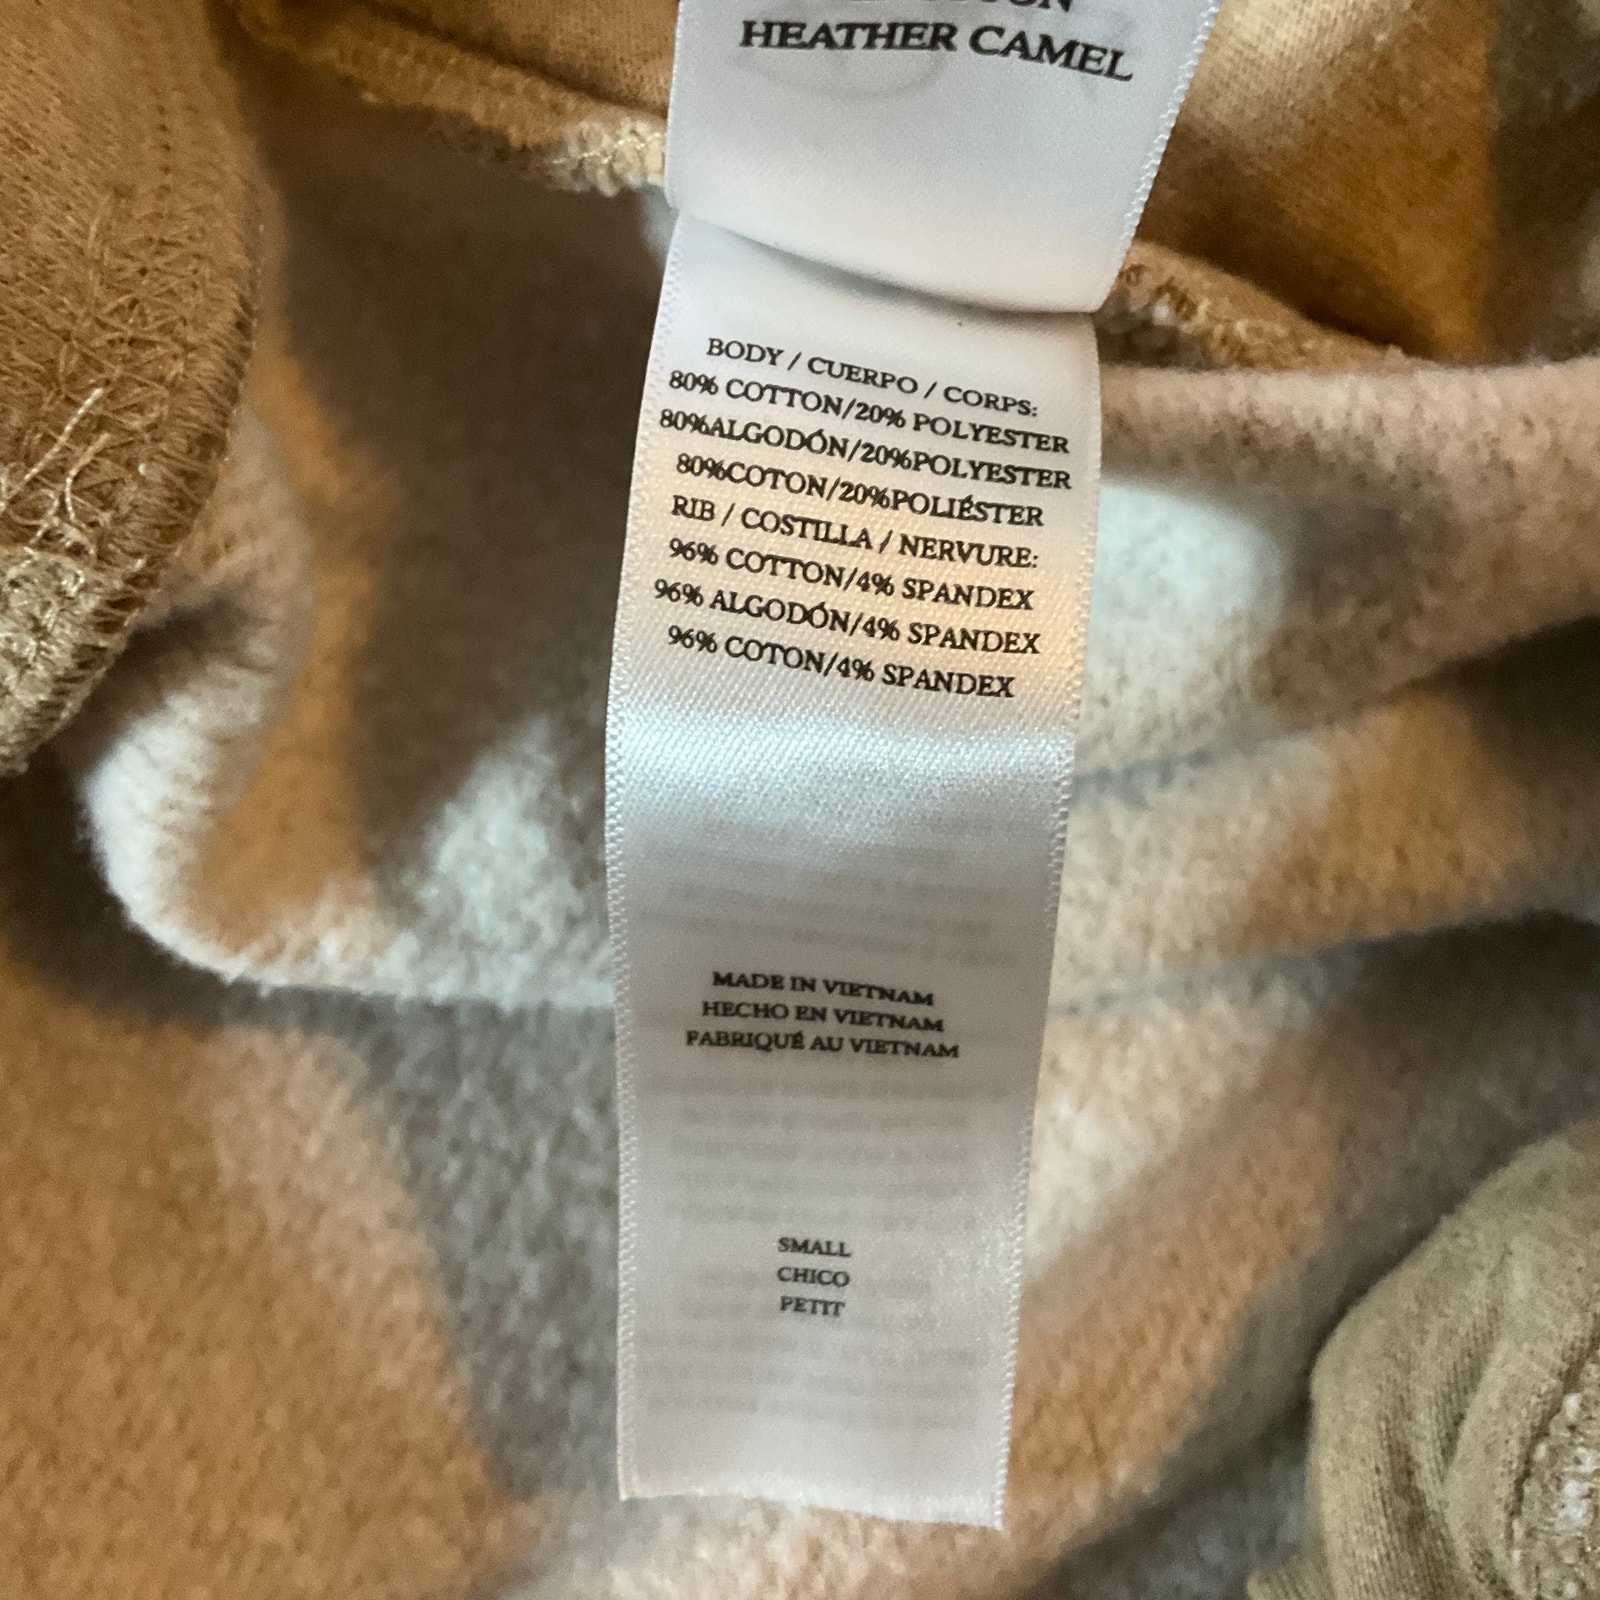 HEATHER CAMEL
BODY / CUERPO / CORPS:
80% COTTON/20% POLYESTER
80%ALGODÓN/20%POLYESTER
80%COTON/20%POLIÉSTER
RIB / COSTILLA / NERVURE:
96% COTTON/4% SPANDEX
96% ALGODÓN/4% SPANDEX
96% COTON/4% SPANDEX
MADE IN VIETNAM
HECHO EN VIETNAM
FABRIQUÉ AU VIETNAM
SMALL
CHICO
PETIT